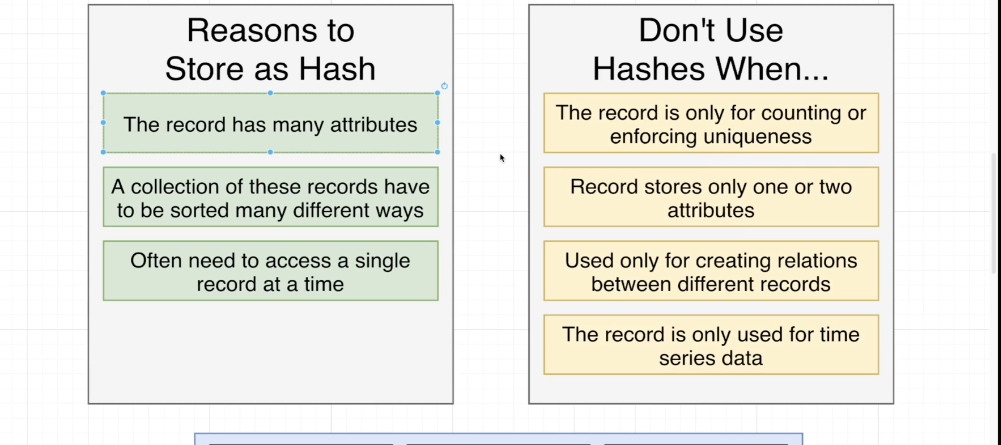 Reasons to
Store as Hash
The record has many attributes
A collection of these records have
to be sorted many different ways
Often need to access a single
record at a time
Don't Use
Hashes When...
The record is only for counting or
enforcing uniqueness
Record stores only one or two
attributes
Used only for creating relations
between different records
The record is only used for time
series data